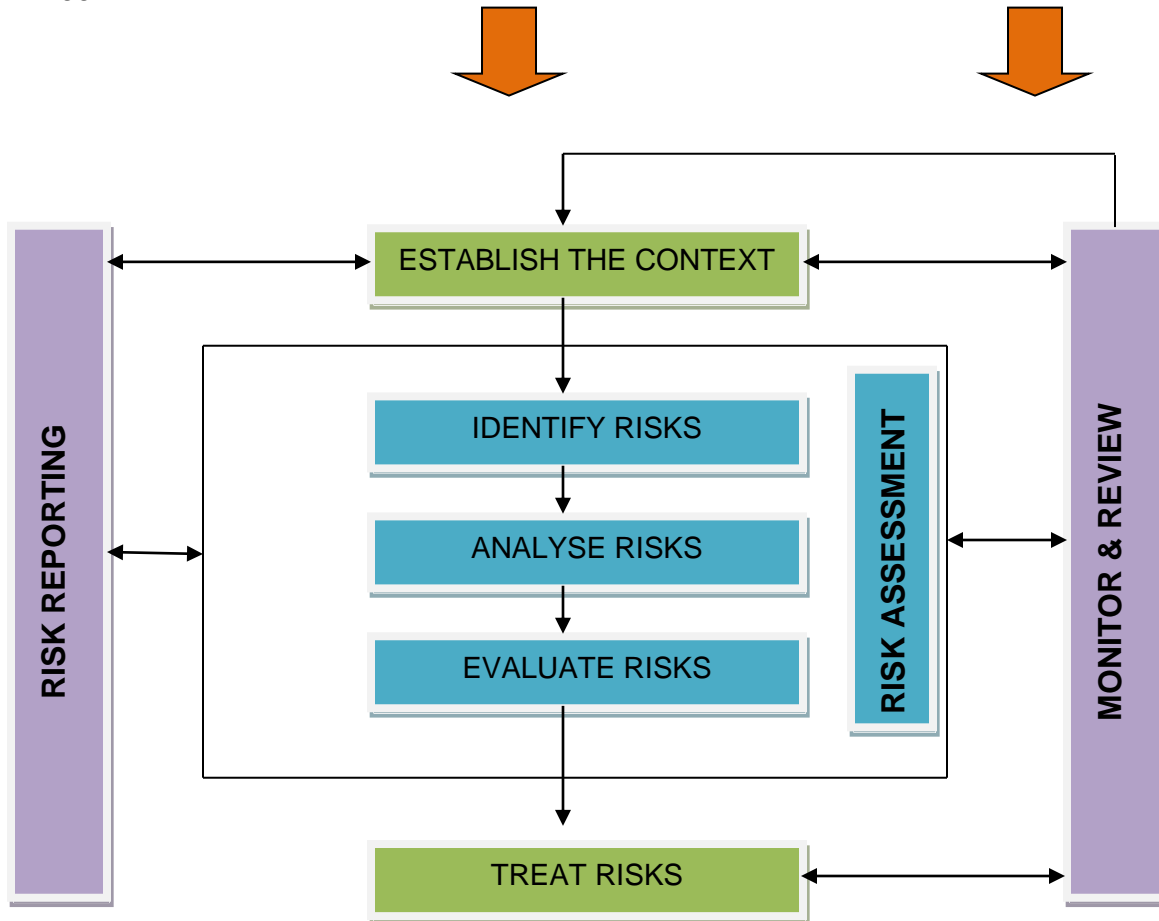 ESTABLISH THE CONTEXT
IDENTIFY RISKS
ANALYSE RISKS
EVALUATE RISKS
RISK ASSESSMENT
RISK REPORTING
MONITOR & REVIEW
TREAT RISKS